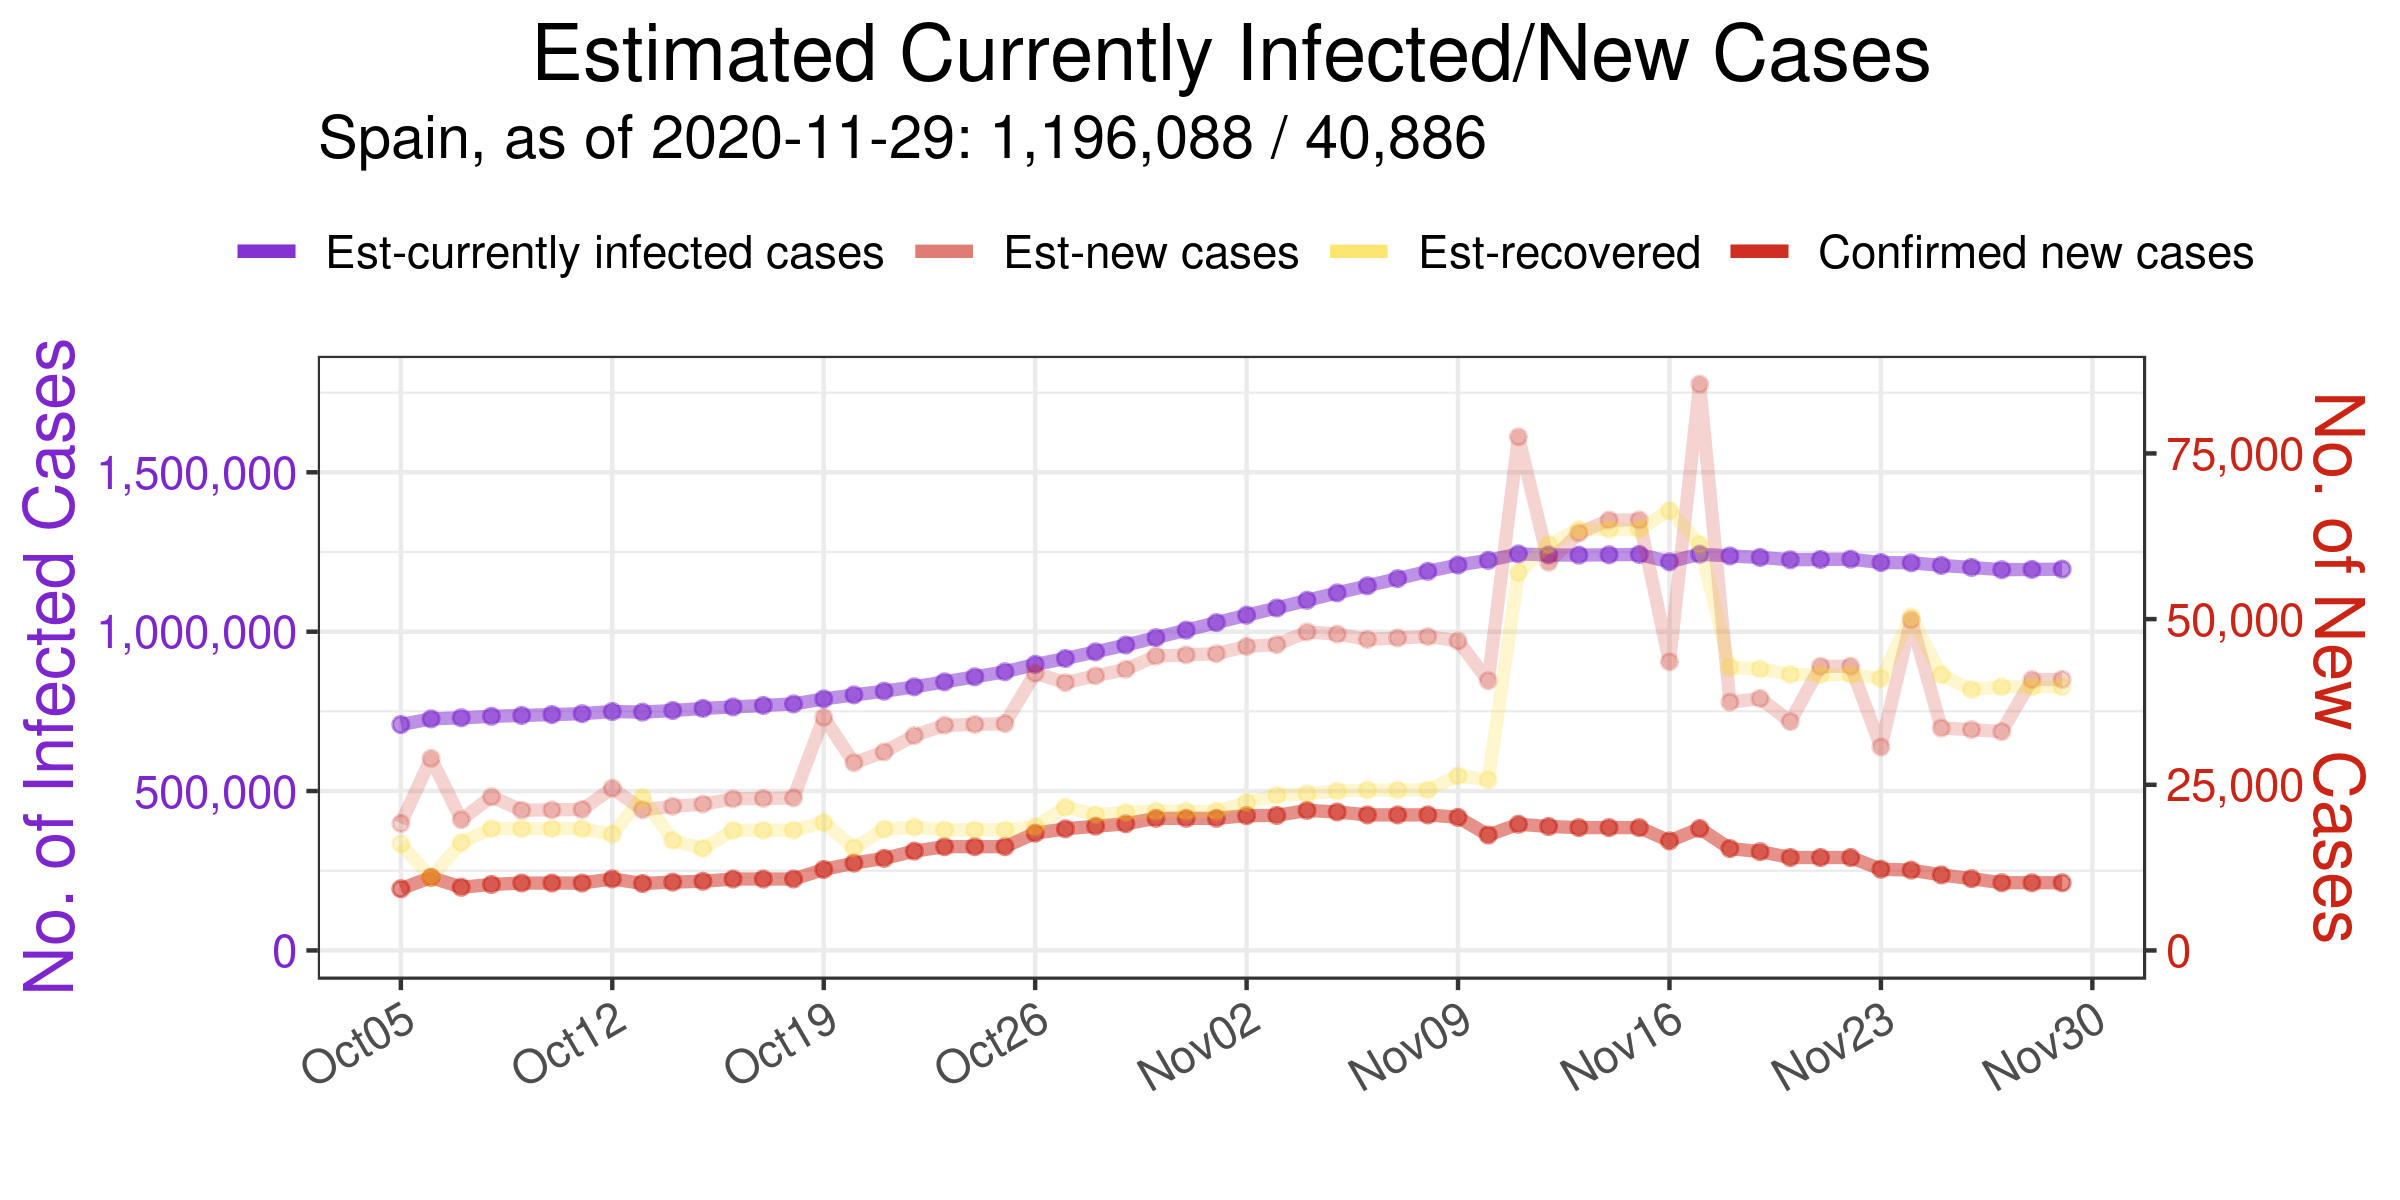 Estimated Currently Infected/New Cases
Spain, as of 2020-11-29: 1,196,088 / 40,886
Est-currently infected cases Est-new cases Est-recovered Confirmed new cases
No. of Infected Cases
1,500,000
1,000,000
500,000
0
75,000
50,000
25,000
0
No. of New Cases
Oct05 Oct12 Oct19 Oct26 Nov02 Nov09 Nov16 Nov23 Nov30